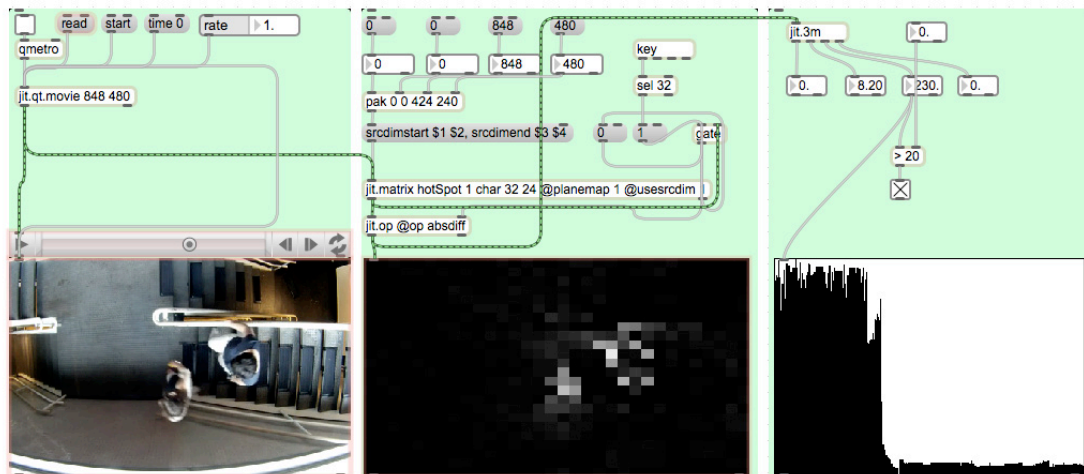 read
start
time 0
rate
1.
qmetro
jit.qt.movie 848 480
0
0
848
480
0
0
848
480
pak 0 0 424 240
srcdimstart $1 $2, srcdimend $3 $4
key
sel 32
0
1
gate
jit.matrix hotSpot 1 char 32 24 @planemap 1 @usesrcdim 1
jit.op @op absdiff
jit.3m
0.
0.
8.20
230.
0.
> 20